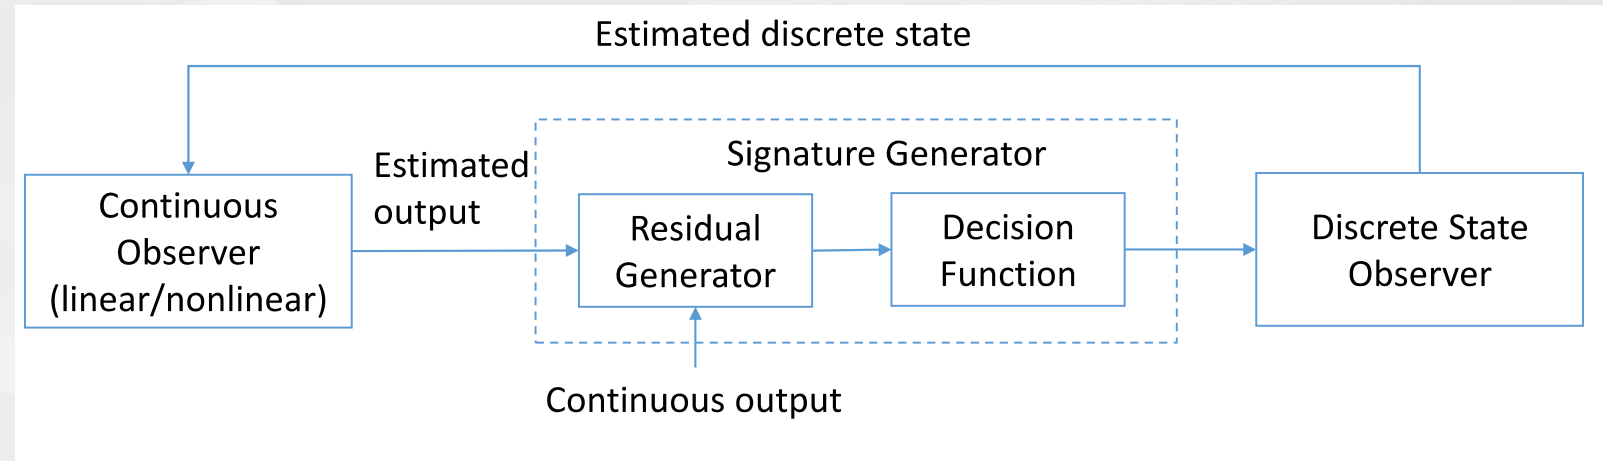 Estimated discrete state
Estimated
output
Signature Generator
Continuous
Observer
(linear/nonlinear)
Residual
Generator
Decision
Function
Discrete State
Observer
Continuous output